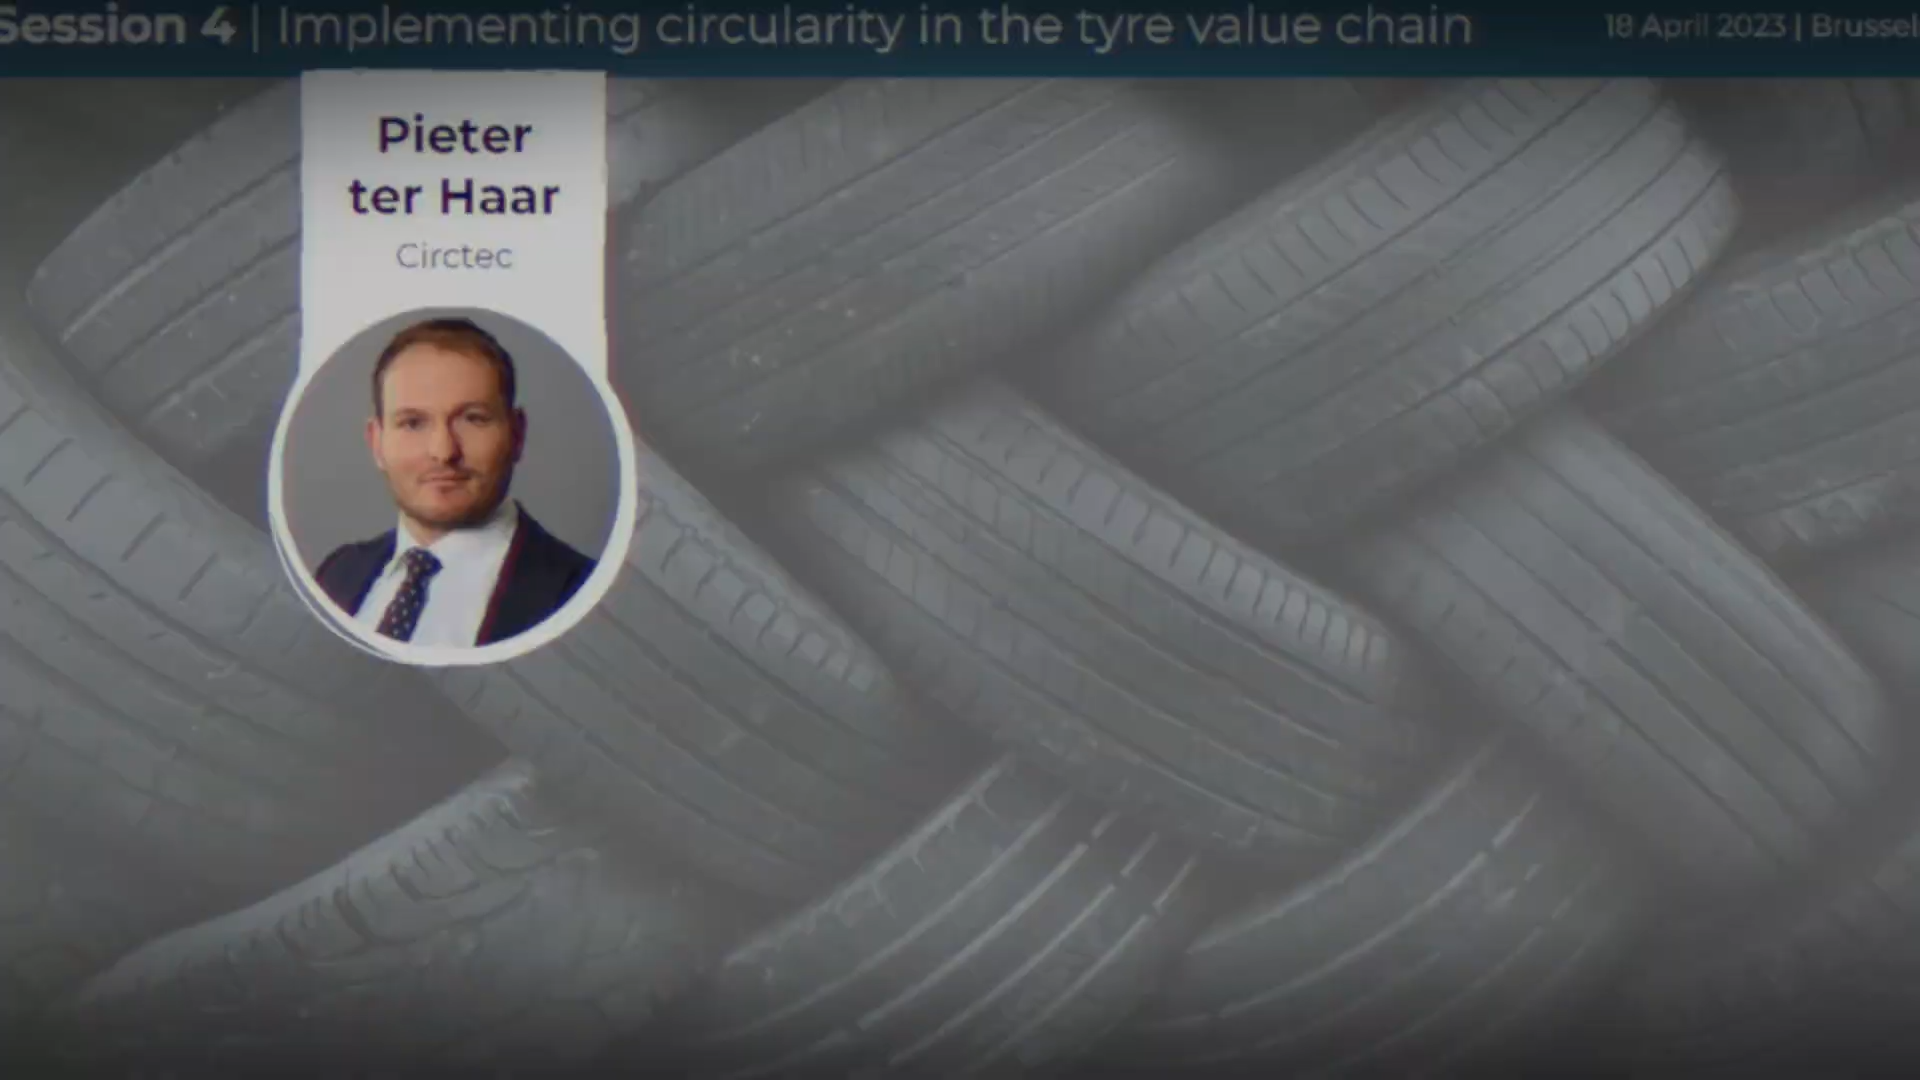 Session 4 | Implementing circularity in the tyre value chain
18 April 2023 | Brussel
Pieter
ter Haar
Circtec